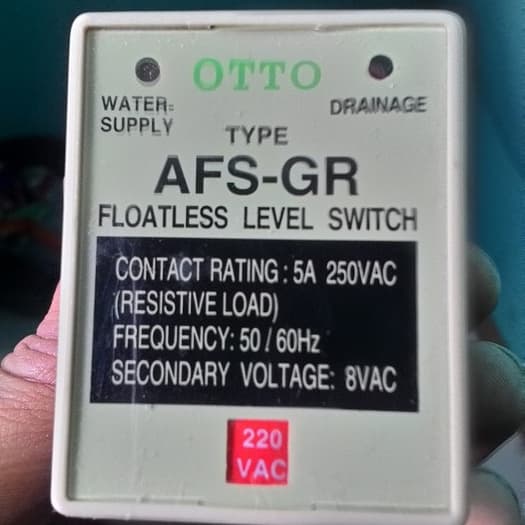 OTTO
WATER-
SUPPLY
DRAINAGE
TYPE
AFS-GR
FLOATLESS LEVEL SWITCH
CONTACT RATING : 5A 250VAC
(RESISTIVE LOAD)
FREQUENCY: 50 / 60Hz
SECONDARY VOLTAGE: 8VAC
220
VAC